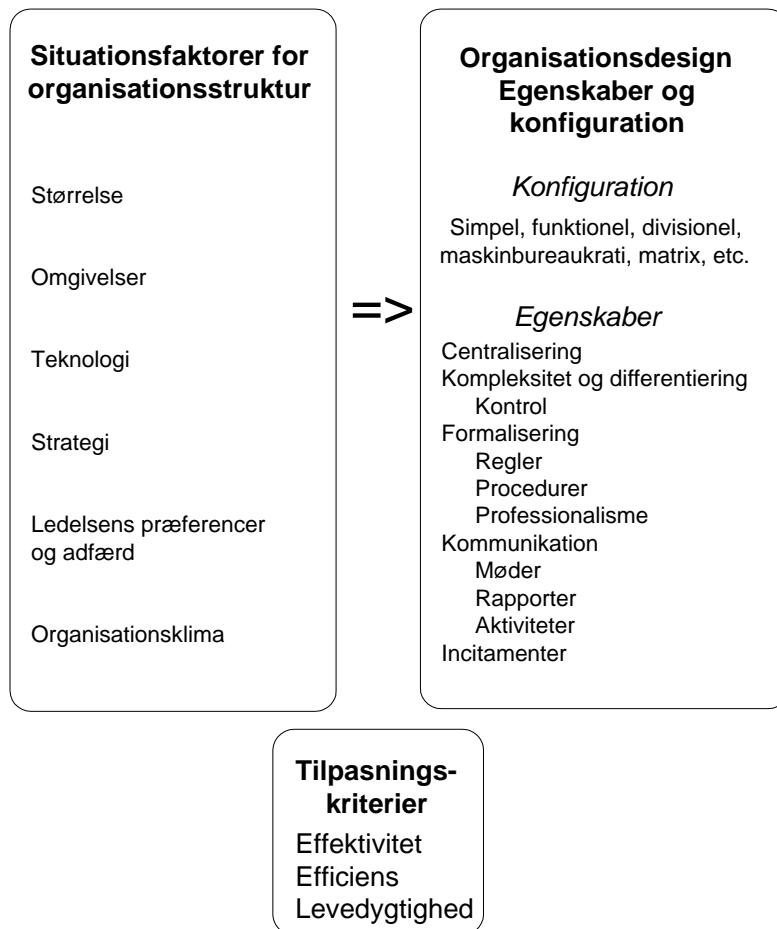 Situationsfaktorer for
organisationsstruktur
Størrelse
Omgivelser
Teknologi
Strategi
Ledelsens præferencer
og adfærd
Organisationsklima
=>
Organisationsdesign
Egenskaber og
konfiguration
Konfiguration
Simpel, funktionel, divisionel,
maskinbureaukrati, matrix, etc.
Egenskaber
Centralisering
Kompleksitet og differentiering
Kontrol
Formalisering
Regler
Procedurer
Professionalisme
Kommunikation
Møder
Rapporter
Aktiviteter
Incitamenter
Tilpasnings-
kriterier
Effektivitet
Efficiens
Levedygtighed